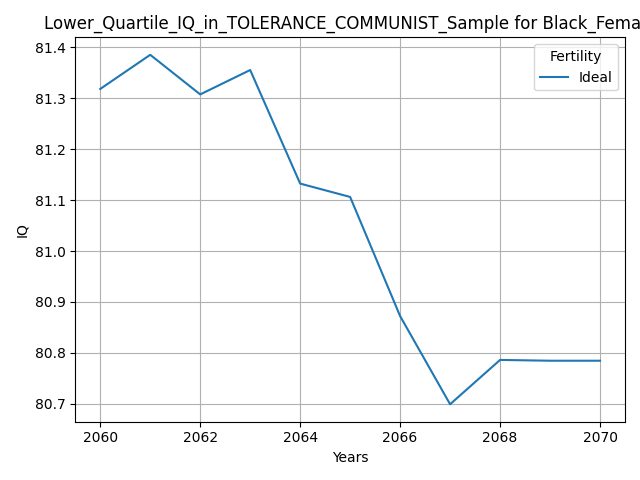 Lower_Quartile_IQ_in_TOLERANCE_COMMUNIST_Sample for Black_Fema
Fertility
Ideal
81.4
81.3
81.2
81.1
81.0
80.9
80.8
80.7
IQ
2060 2062 2064 2066 2068 2070
Years